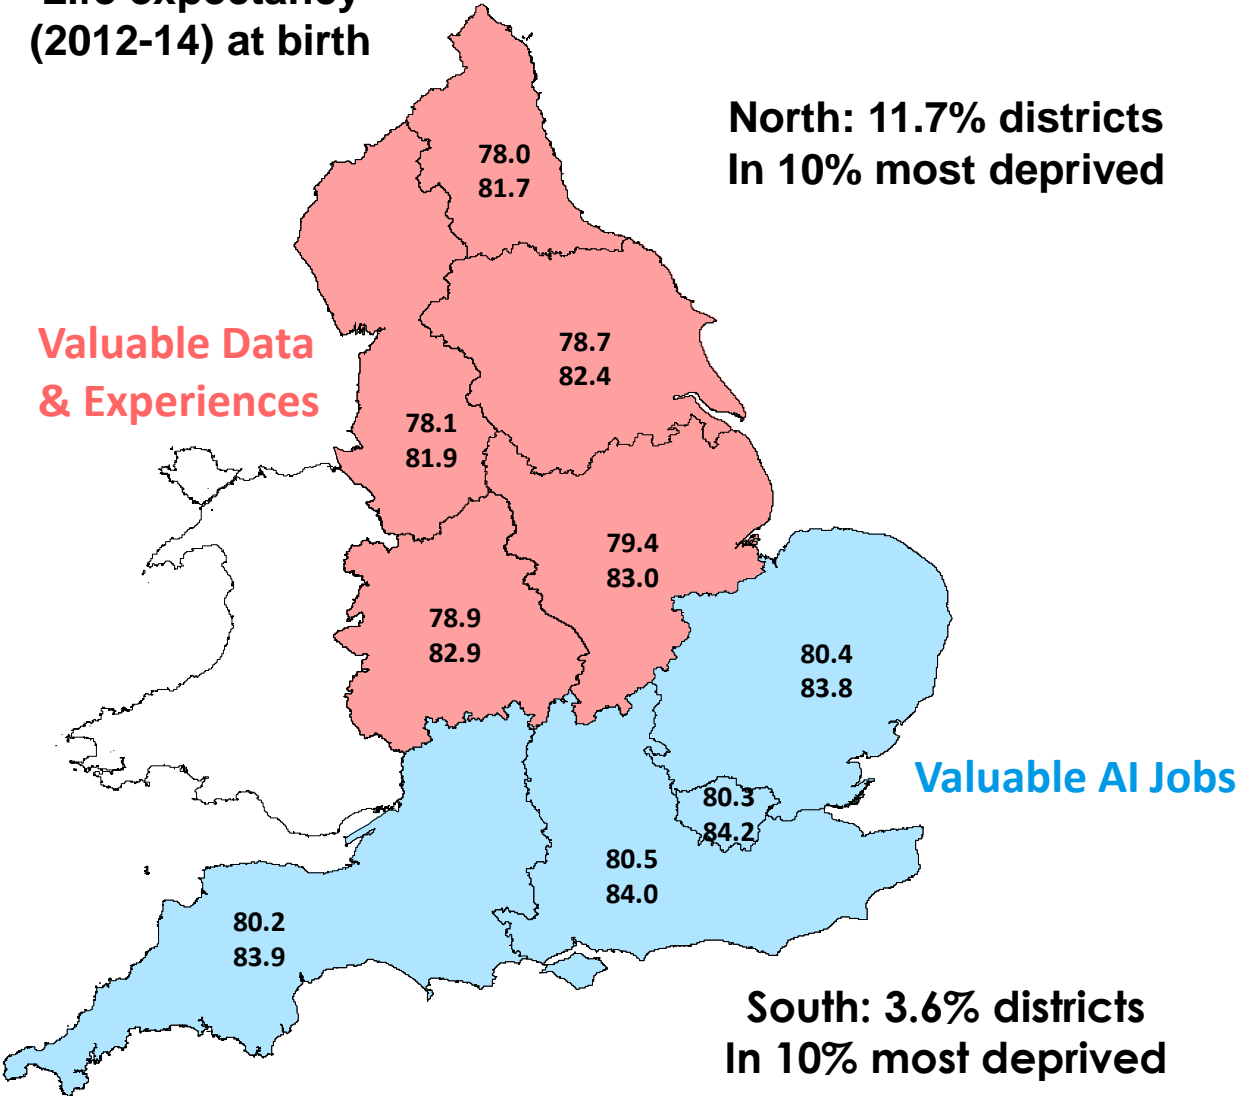 Life expectancy
(2012-14) at birth
North: 11.7% districts
In 10% most deprived
78.0
81.7
Valuable Data
& Experiences
78.7
82.4
78.1
81.9
79.4
83.0
78.9
82.9
80.4
83.8
Valuable AI Jobs
80.3
84.2
80.5
84.0
80.2
83.9
South: 3.6% districts
In 10% most deprived